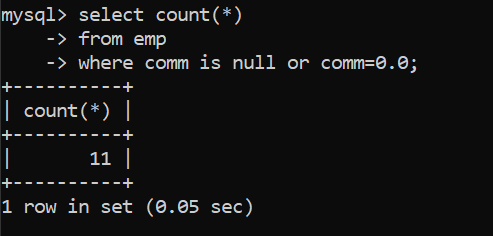 mysql> select count(*)
    -> from emp
    -> where comm is null or comm=0.0;
+----------+
| count(*) |
+----------+
|       11 |
+----------+
1 row in set (0.05 sec)